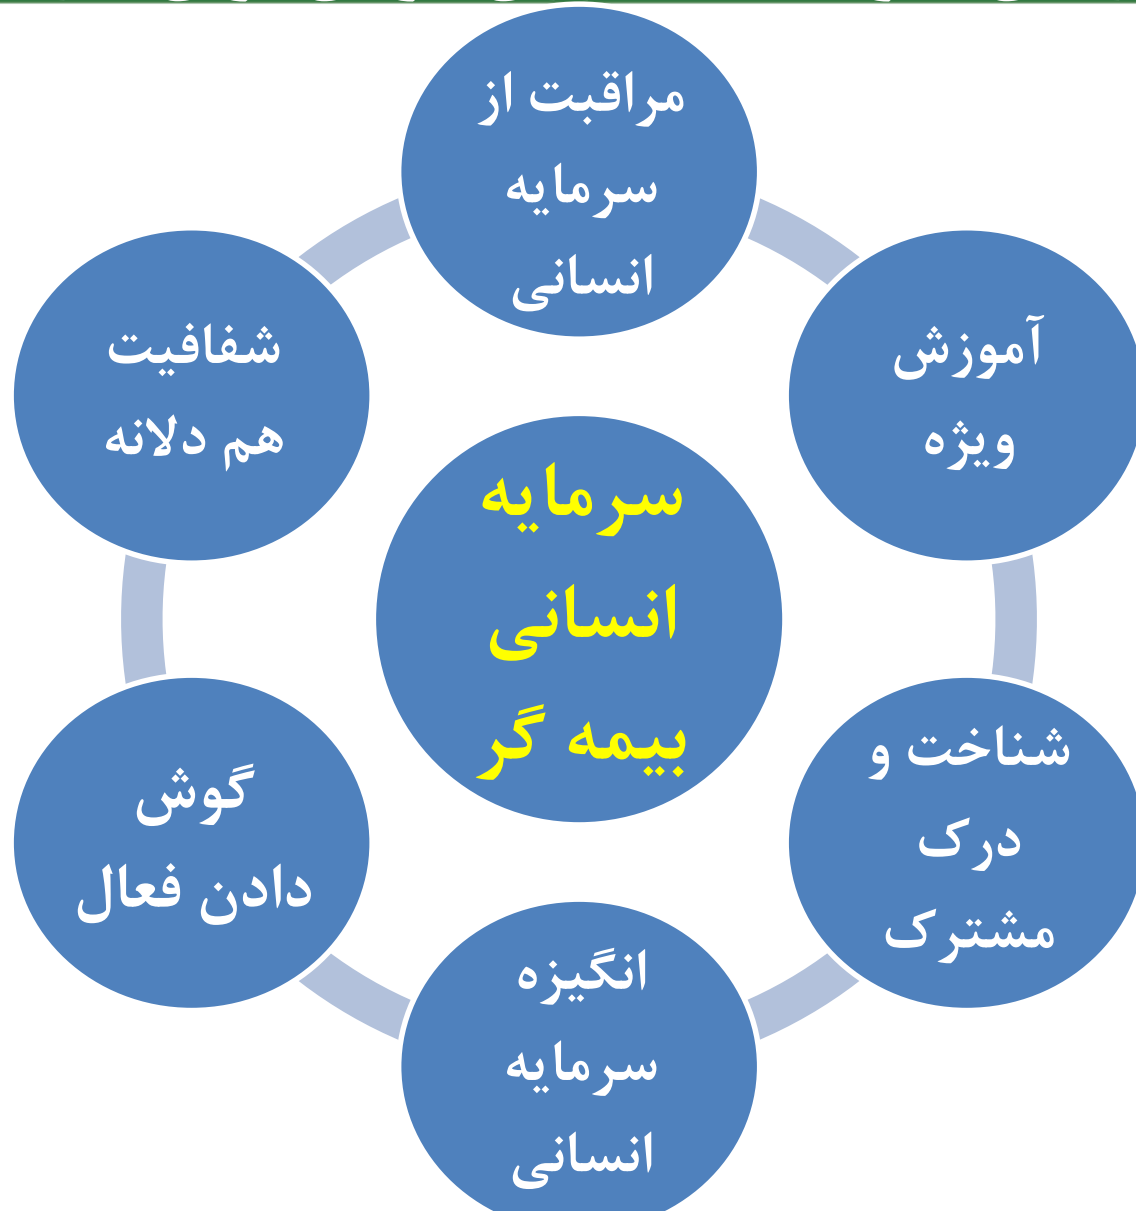 مراقبت از
سرمایه
انسانی
آموزش
ویژه
شناخت و
درک
مشترک
انگیزه
سرمایه
انسانی
گوش
دادن فعال
شفافیت
هم دلانه
سرمایه
انسانی
بیمه گر